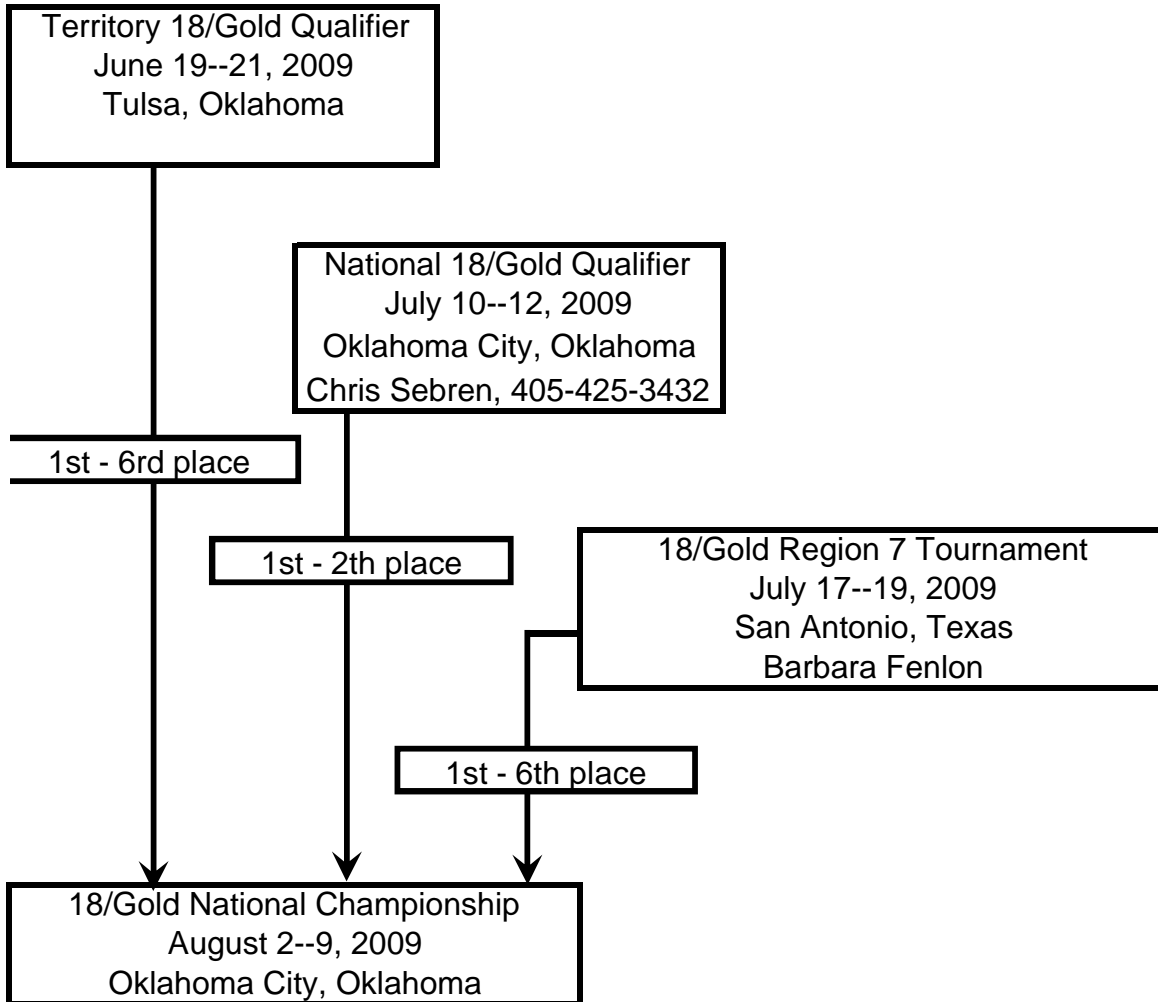 Territory 18/Gold Qualifier
June 19--21, 2009
Tulsa, Oklahoma
National 18/Gold Qualifier
July 10--12, 2009
Oklahoma City, Oklahoma
Chris Sebren, 405-425-3432
1st - 6rd place
1st - 2th place
18/Gold Region 7 Tournament
July 17--19, 2009
San Antonio, Texas
Barbara Fenlon
1st - 6th place
18/Gold National Championship
August 2--9, 2009
Oklahoma City, Oklahoma